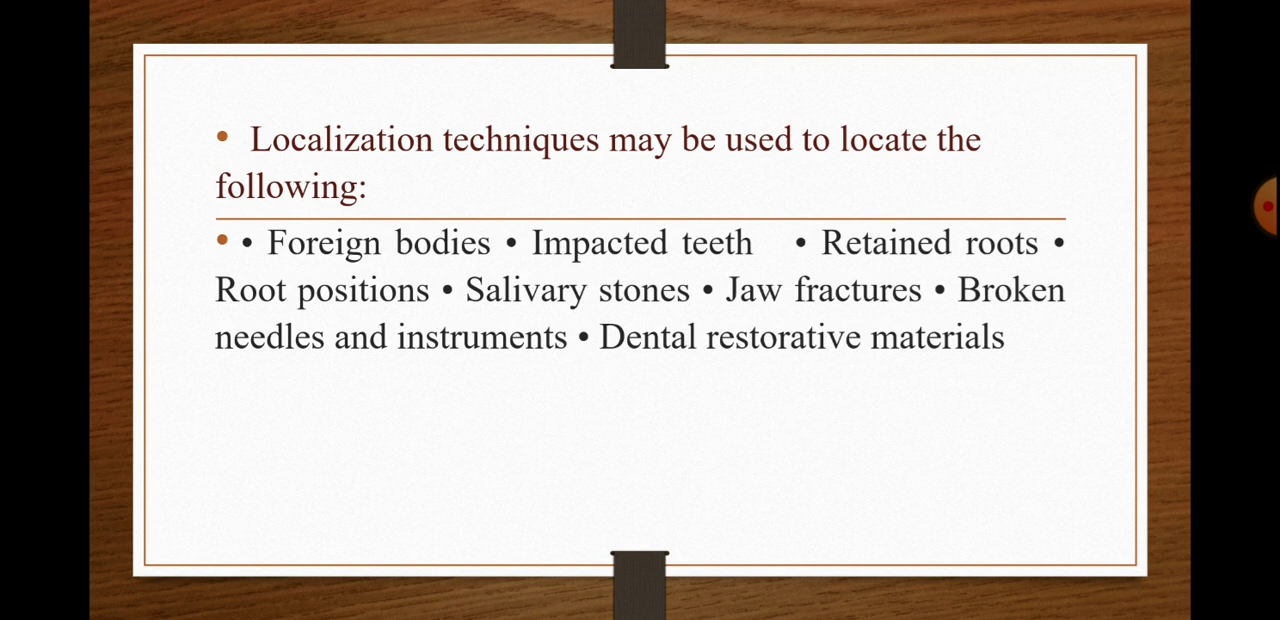 • Localization techniques may be used to locate the
following:
• • Foreign bodies • Impacted teeth • Retained roots •
Root positions • Salivary stones • Jaw fractures • Broken
needles and instruments • Dental restorative materials